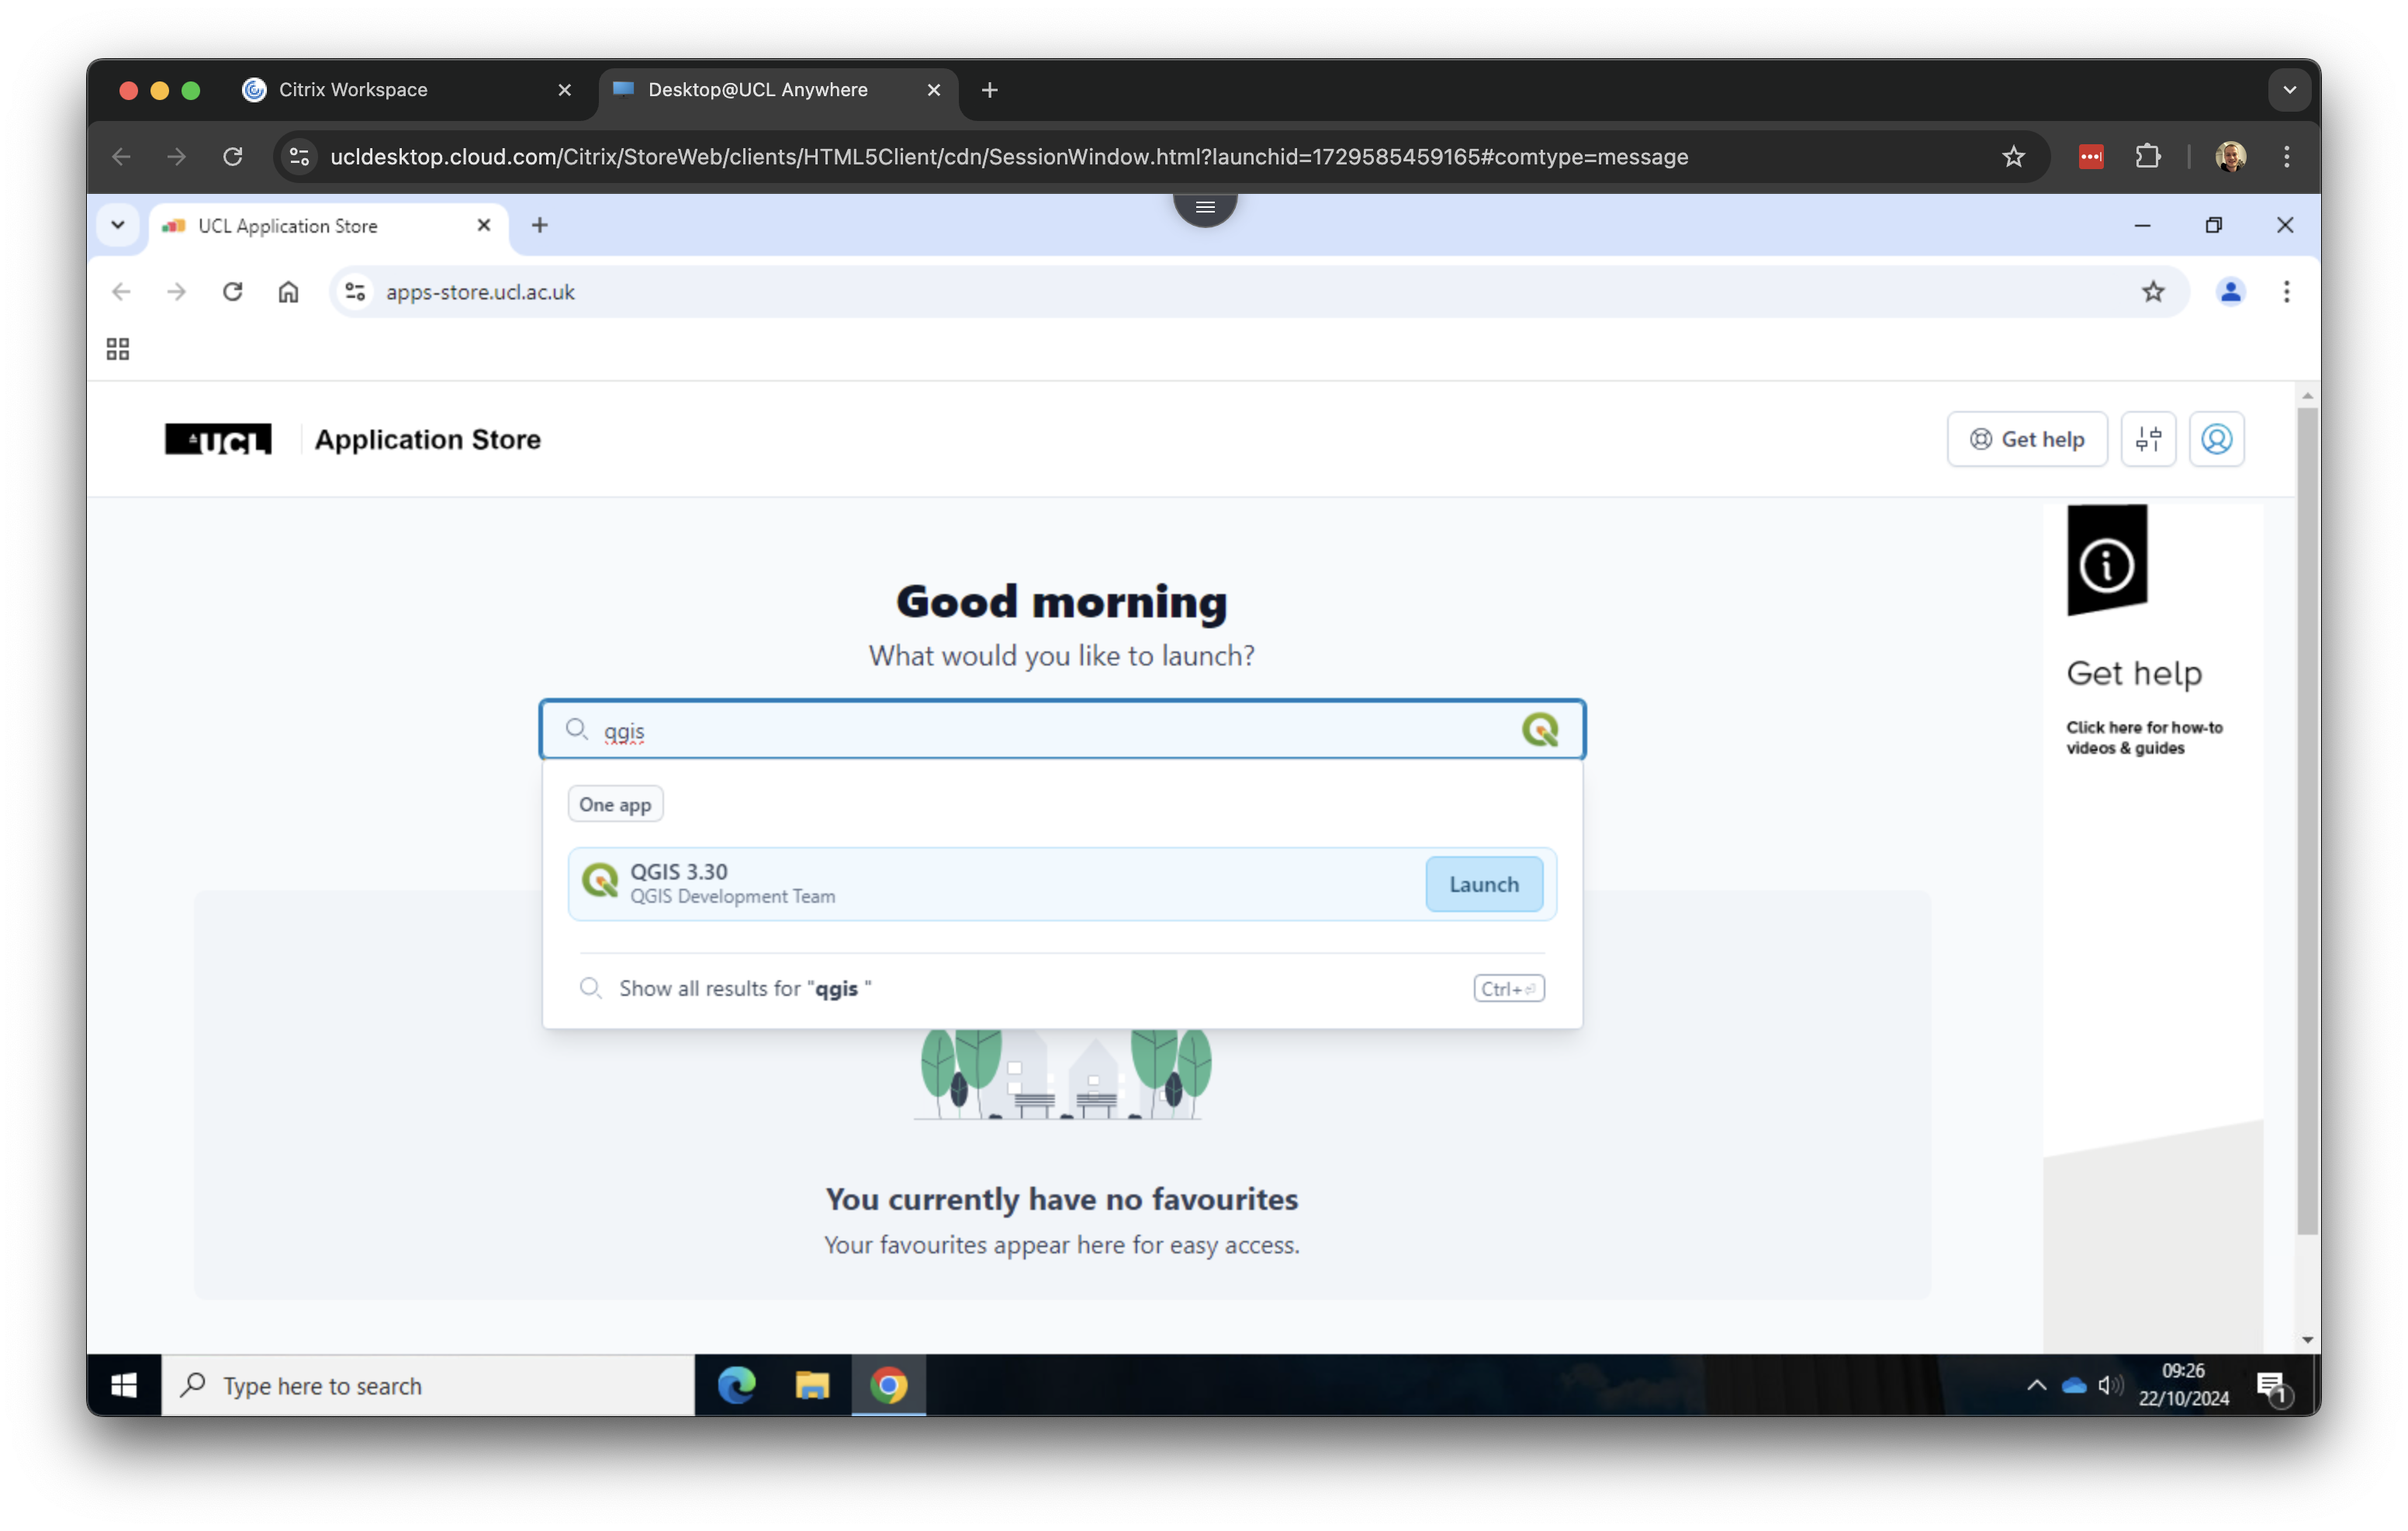 Citrix Workspace
Desktop@UCL Anywhere
ucldesktop.cloud.com/Citrix/StoreWeb/clients/HTML5Client/cdn/SessionWindow.html?launchid=1729585459165#comtype=message
UCL Application Store
apps-store.ucl.ac.uk
UCL Application Store
Get help
Good morning
What would you like to launch?
qgis
One app
QGIS 3.30
QGIS Development Team
Launch
Show all results for "qgis "
Ctrl+⏎
Get help
Click here for how-to
videos & guides
You currently have no favourites
Your favourites appear here for easy access.
Type here to search
09:26
22/10/2024
1